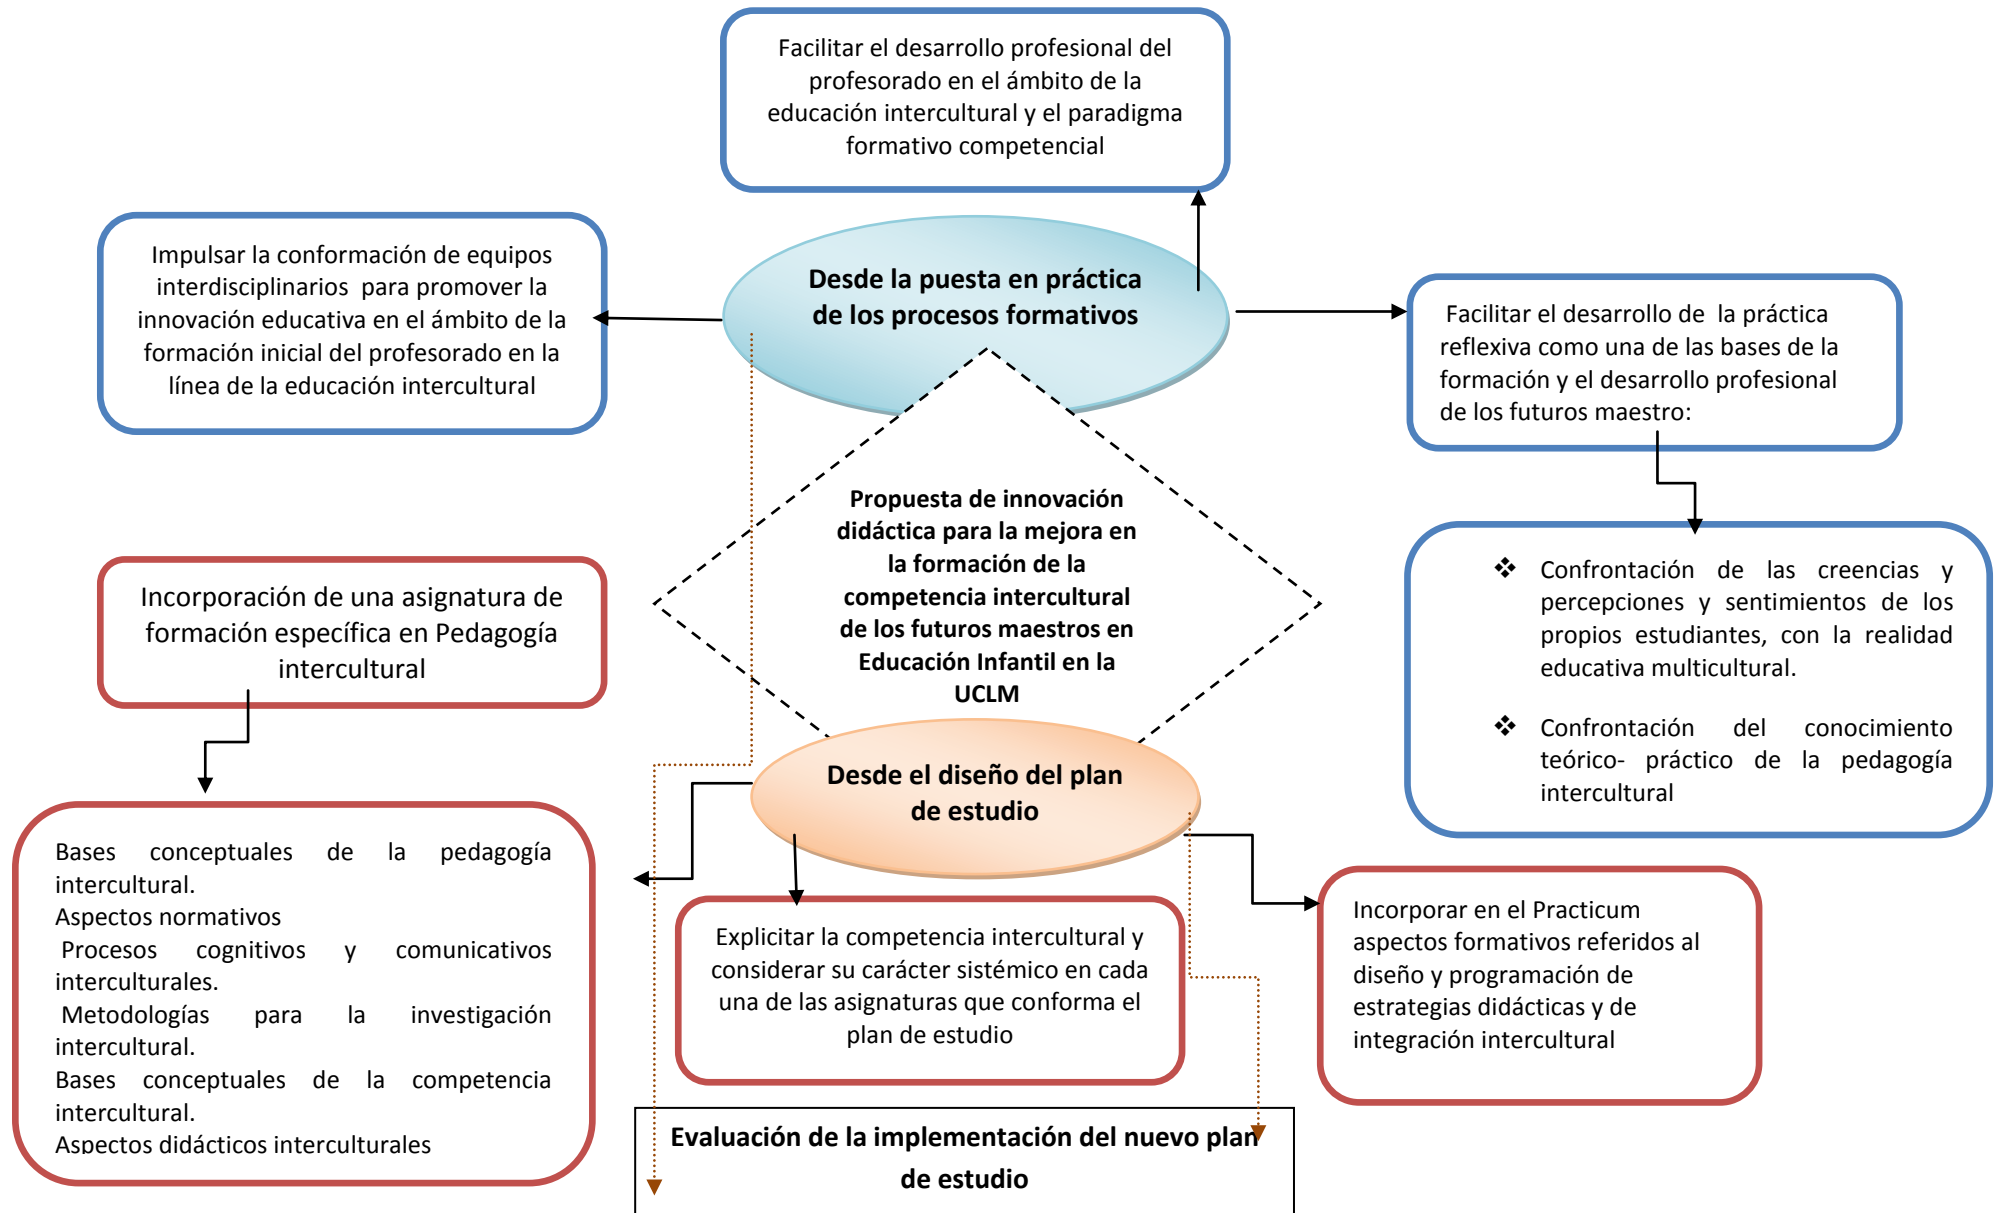 Facilitar el desarrollo profesional del
profesorado en el ámbito de la
educación intercultural y el paradigma
formativo competencial
Impulsar la conformación de equipos
interdisciplinarios para promover la
innovación educativa en el ámbito de la
formación inicial del profesorado en la
línea de la educación intercultural
Desde la puesta en práctica
de los procesos formativos
Facilitar el desarrollo de la práctica
reflexiva como una de las bases de la
formación y el desarrollo profesional
de los futuros maestro:
Propuesta de innovación
didáctica para la mejora en
la formación de la
competencia intercultural
de los futuros maestros en
Educación Infantil en la
UCLM
❖ Confrontación de las creencias y
percepciones y sentimientos de los
propios estudiantes, con la realidad
educativa multicultural.
❖ Confrontación del conocimiento
teórico- práctico de la pedagogía
intercultural
Incorporación de una asignatura de
formación específica en Pedagogía
intercultural
Desde el diseño del plan
de estudio
Bases conceptuales de la pedagogía
intercultural.
Aspectos normativos
Procesos cognitivos y comunicativos
interculturales.
Metodologías para la investigación
intercultural.
Bases conceptuales de la competencia
intercultural.
Aspectos didácticos interculturales
Explicitar la competencia intercultural y
considerar su carácter sistémico en cada
una de las asignaturas que conforma el
plan de estudio
Incorporar en el Practicum
aspectos formativos referidos al
diseño y programación de
estrategias didácticas y de
integración intercultural
Evaluación de la implementación del nuevo plan
de estudio